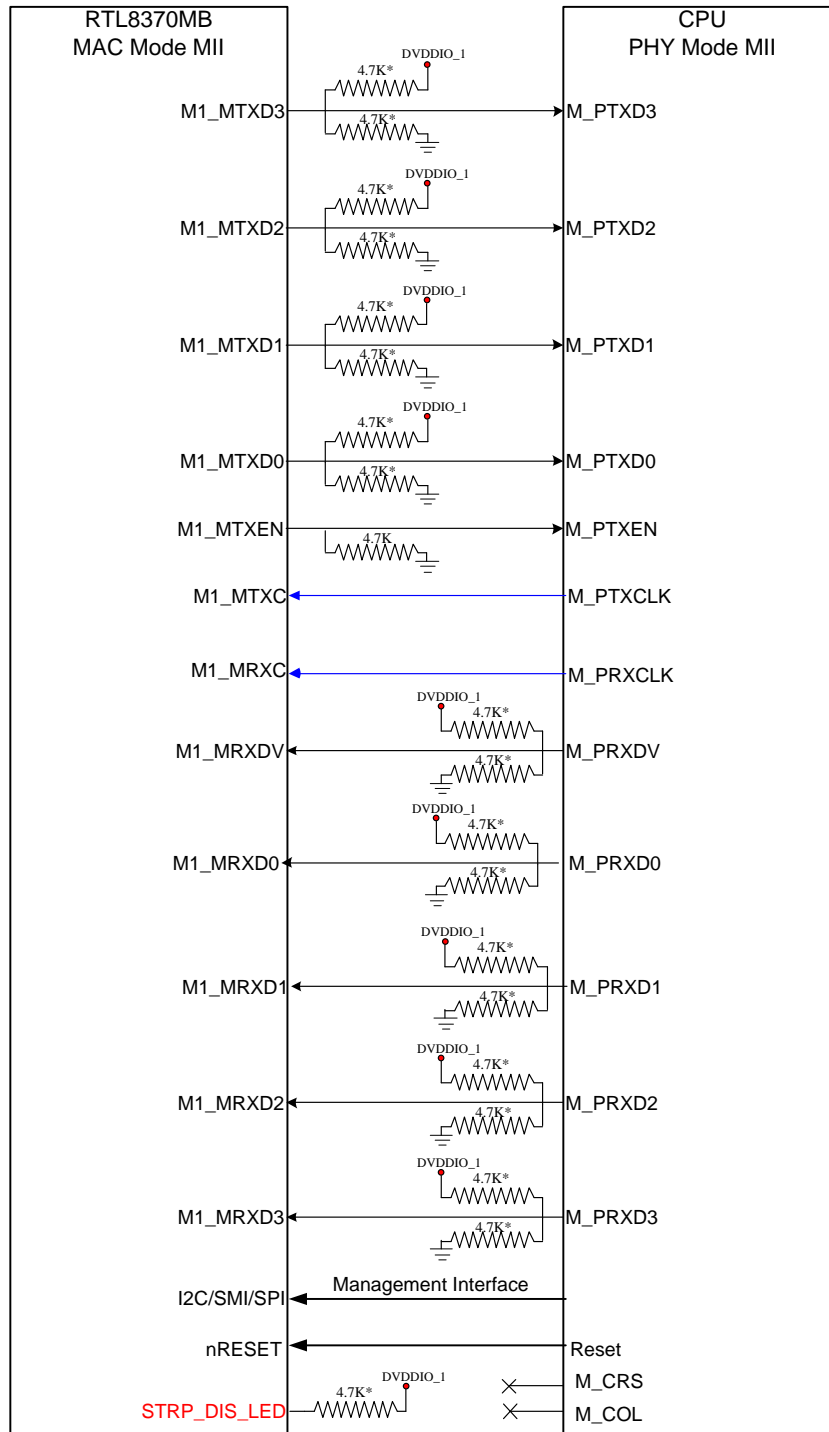 RTL8370MB
MAC Mode MII
CPU
PHY Mode MII
DVDDIO_1
4.7K*
M1_MTXD3
M_PTXD3
4.7K*
DVDDIO_1
4.7K*
M1_MTXD2
M_PTXD2
4.7K*
DVDDIO_1
4.7K*
M1_MTXD1
M_PTXD1
4.7K*
DVDDIO_1
4.7K*
M1_MTXD0
M_PTXD0
4.7K*
M1_MTXEN
M_PTXEN
4.7K
M1_MTXC
M_PTXCLK
M1_MRXC
M_PRXCLK
DVDDIO_1
4.7K*
M1_MRXDV
M_PRXDV
4.7K*
DVDDIO_1
4.7K*
M1_MRXD0
M_PRXD0
4.7K*
DVDDIO_1
4.7K*
M1_MRXD1
M_PRXD1
4.7K*
DVDDIO_1
4.7K*
M1_MRXD2
M_PRXD2
4.7K*
DVDDIO_1
4.7K*
M1_MRXD3
M_PRXD3
4.7K*
Management Interface
I2C/SMI/SPI
nRESET
Reset
DVDDIO_1
M_CRS
4.7K*
STRP_DIS_LED
M_COL